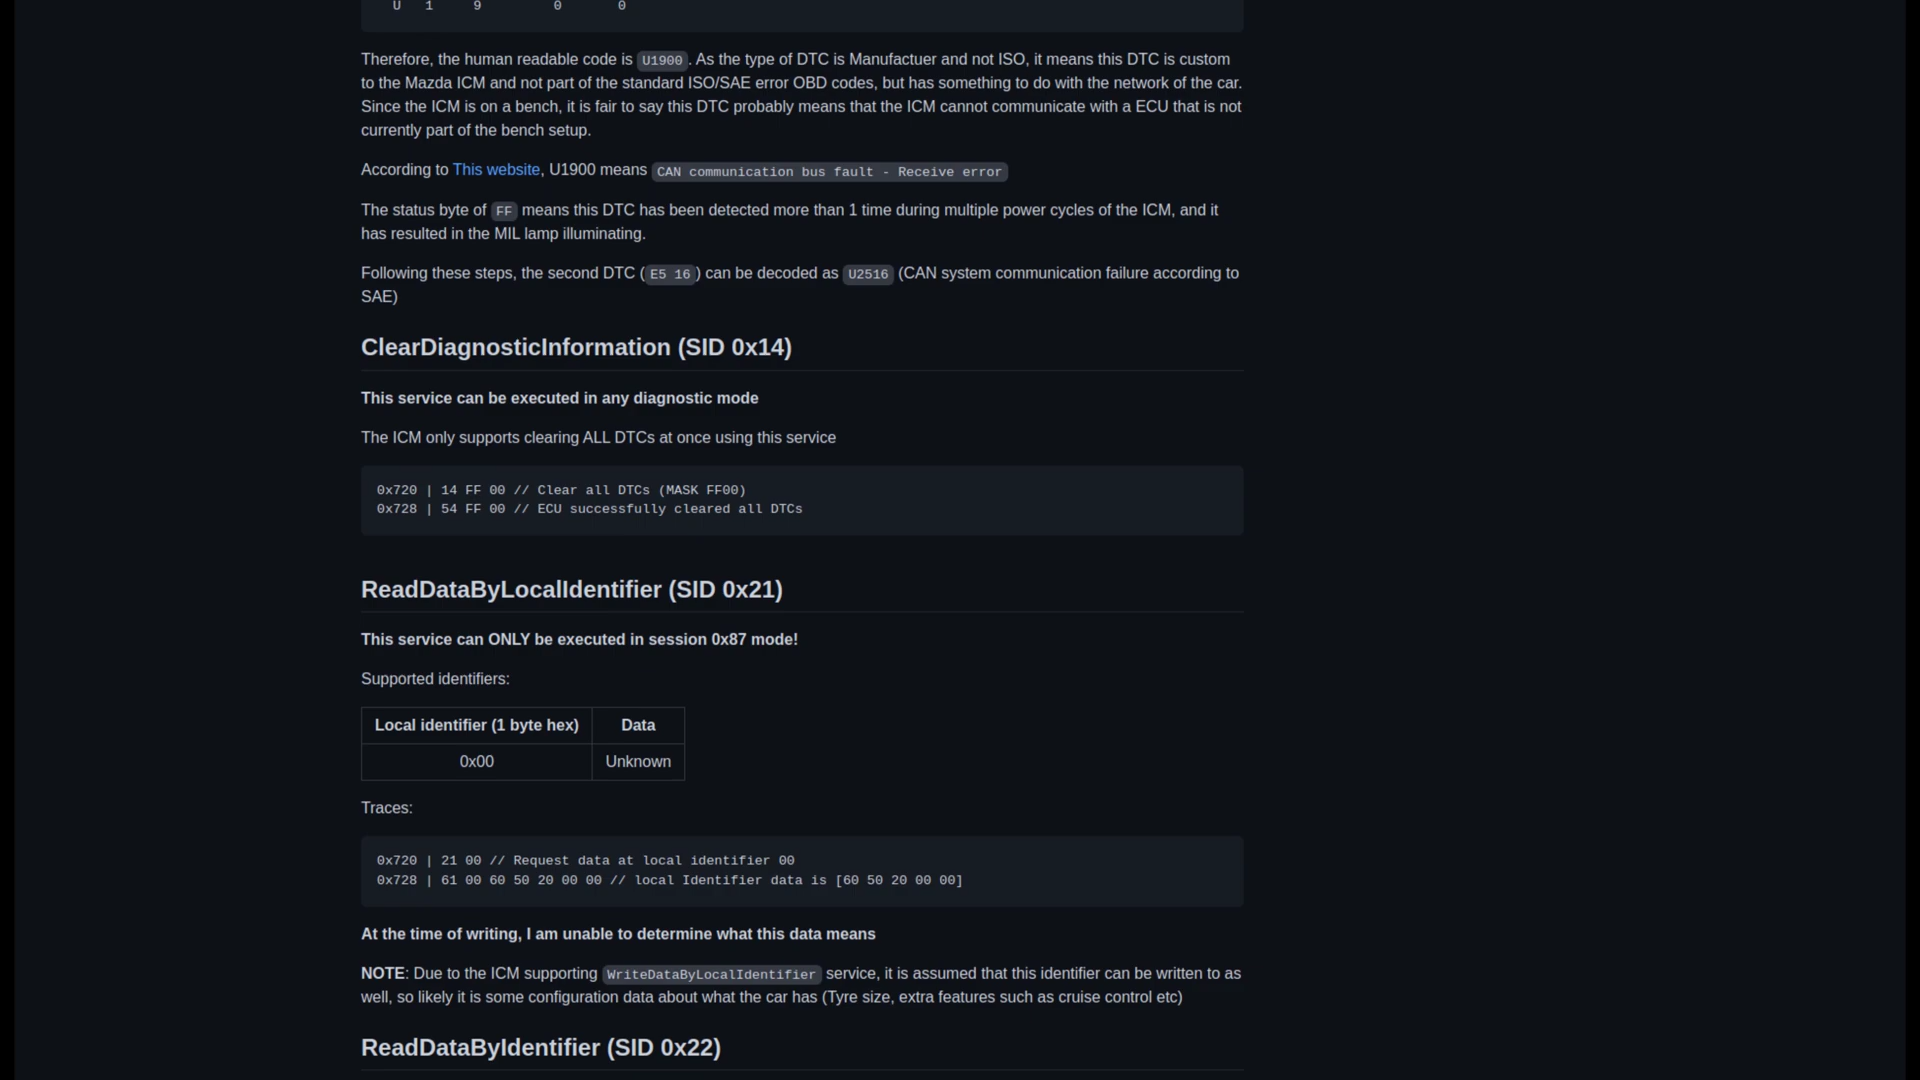 U 1 9 0 0
Therefore, the human readable code is U1900. As the type of DTC is Manufactuer and not ISO, it means this DTC is custom
to the Mazda ICM and not part of the standard ISO/SAE error OBD codes, but has something to do with the network of the car.
Since the ICM is on a bench, it is fair to say this DTC probably means that the ICM cannot communicate with a ECU that is not
currently part of the bench setup.
According to This website, U1900 means CAN communication bus fault - Receive error
The status byte of FF means this DTC has been detected more than 1 time during multiple power cycles of the ICM, and it
has resulted in the MIL lamp illuminating.
Following these steps, the second DTC (E5 16) can be decoded as U2516 (CAN system communication failure according to
SAE)
ClearDiagnosticInformation (SID 0x14)
This service can be executed in any diagnostic mode
The ICM only supports clearing ALL DTCs at once using this service
0x720 | 14 FF 00 // Clear all DTCs (MASK FF00)
0x728 | 54 FF 00 // ECU successfully cleared all DTCs
ReadDataByLocalIdentifier (SID 0x21)
This service can ONLY be executed in session 0x87 mode!
Supported identifiers:
Local identifier (1 byte hex) Data
0x00 Unknown
Traces:
0x720 | 21 00 // Request data at local identifier 00
0x728 | 61 00 60 50 20 00 00 // local Identifier data is [60 50 20 00 00]
At the time of writing, I am unable to determine what this data means
NOTE: Due to the ICM supporting WriteDataByLocalIdentifier service, it is assumed that this identifier can be written to as
well, so likely it is some configuration data about what the car has (Tyre size, extra features such as cruise control etc)
ReadDataByIdentifier (SID 0x22)